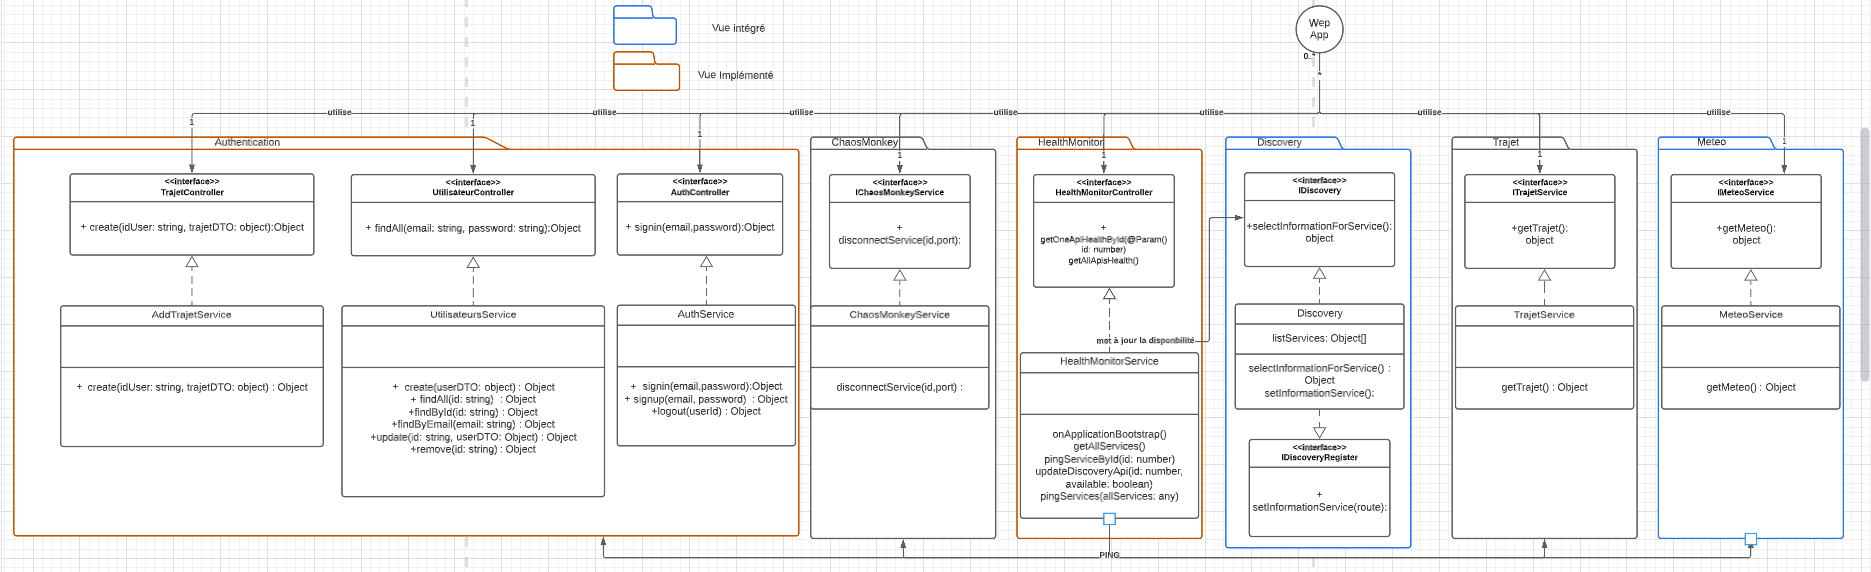 Vue intégré
Vue Implémenté
Wep
App
0..*
*
utilise
utilise
utilise
utilise
utilise
utilise
utilise
1
1
1
1
1
1
1
Authentication
<<interface>>
TrajetController
+ create(idUser: string, trajetDTO: object):Object
AddTrajetService
+ create(idUser: string, trajetDTO: object) : Object
<<interface>>
UtilisateurController
+ findAll(email: string, password: string):Object
UtilisateursService
+ create(userDTO: object) : Object
+ findAll(id: string) : Object
+findById(id: string) : Object
+findByEmail(email: string) : Object
+update(id: string, userDTO: Object) : Object
+remove(id: string) : Object
<<interface>>
AuthController
+ signin(email,password):Object
AuthService
+ signin(email,password):Object
+ signup(email, password) : Object
+logout(userId) : Object
ChaosMonkey
<<interface>>
IChaosMonkeyService
+
disconnectService(id,port):
ChaosMonkeyService
disconnectService(id,port) :
HealthMonitor
<<interface>>
HealthMonitorController
+
getOneApiHealthById(@Param()
id: number)
getAllApisHealth()
met à jour la disponbilité
HealthMonitorService
onApplicationBootstrap()
getAllServices()
pingServiceById(id: number)
updateDiscoveryApi(id: number,
available: boolean)
pingServices(allServices: any)
PING
Discovery
<<interface>>
IDiscovery
+selectInformationForService():
object
Discovery
listServices: Object[]
selectInformationForService() :
Object
setInformationService():
<<interface>>
IDiscoveryRegister
+
setInformationService(route):
Trajet
<<interface>>
ITrajetService
+getTrajet():
object
TrajetService
getTrajet() : Object
Meteo
<<interface>>
IMeteoService
+getMeteo():
object
MeteoService
getMeteo() : Object